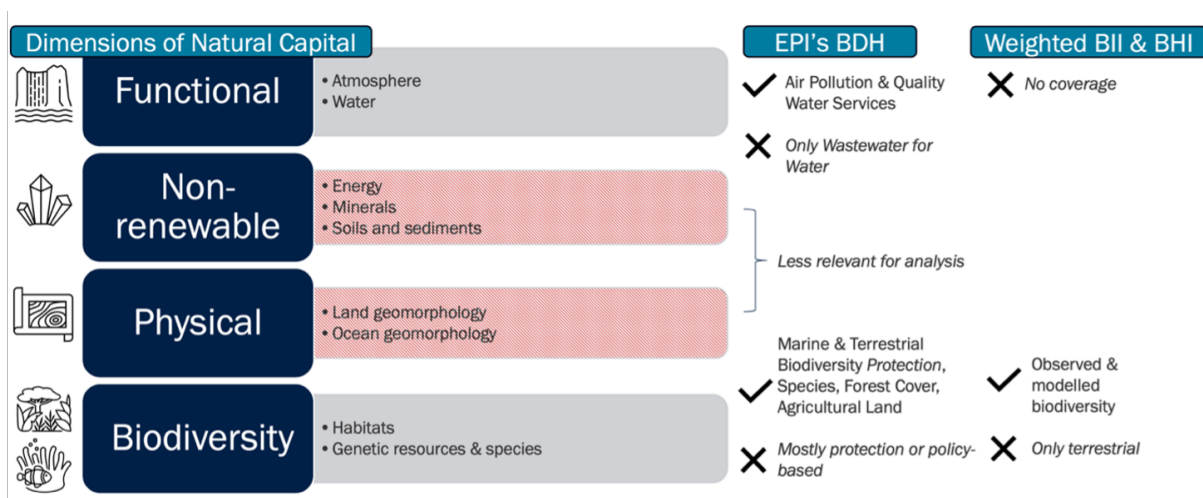 Dimensions of Natural Capital
EPI's BDH
Weighted BII & BHI
Functional
• Atmosphere
• Water
Air Pollution & Quality
Water Services
Only Wastewater for
Water
No coverage
Non-
renewable
• Energy
• Minerals
• Soils and sediments
Less relevant for analysis
Physical
• Land geomorphology
• Ocean geomorphology
Biodiversity
• Habitats
• Genetic resources & species
Marine & Terrestrial
Biodiversity Protection,
Species, Forest Cover,
Agricultural Land
Mostly protection or policy-
based
Observed &
modelled
biodiversity
Only terrestrial